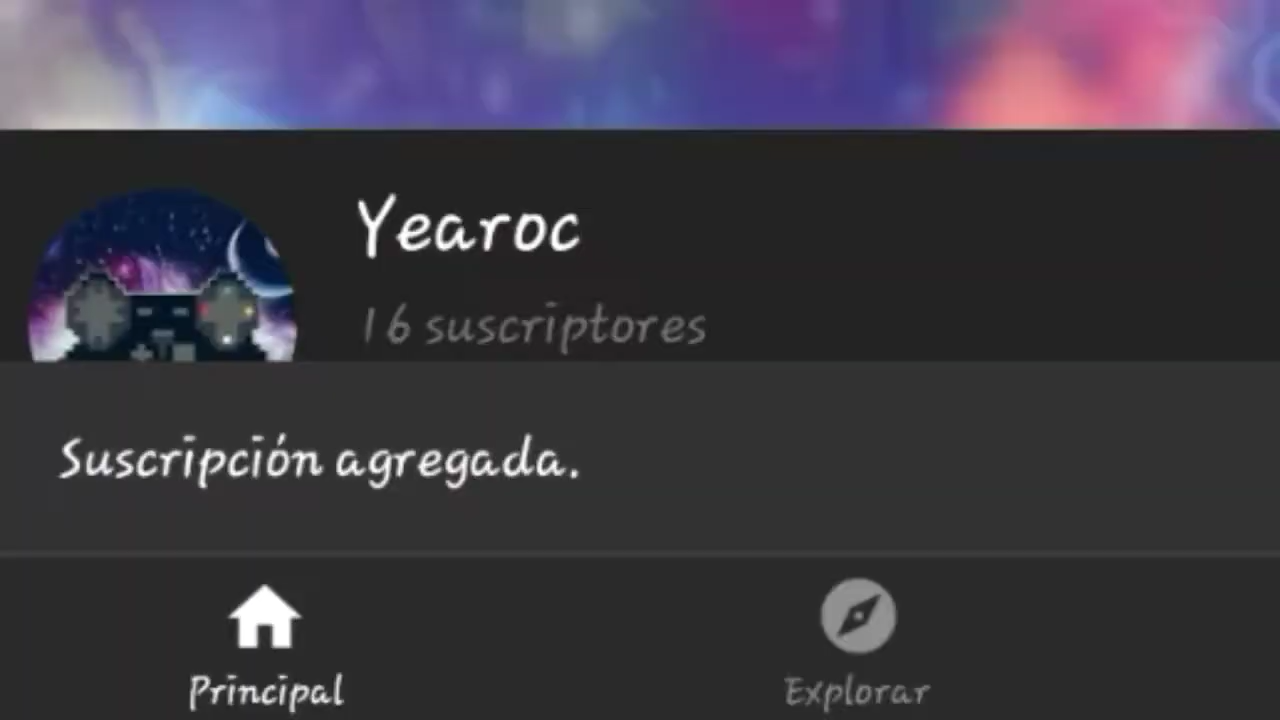 Yearoc
16 suscriptores
Suscripción agregada.
Principal
Explorar